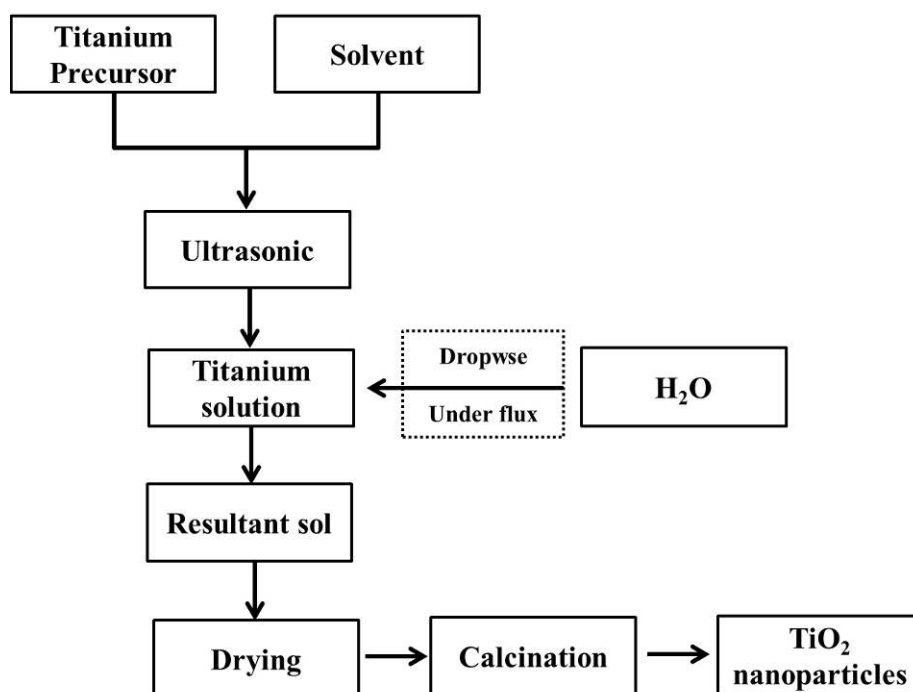 Titanium
Precursor
Solvent
Ultrasonic
Titanium
solution
Dropwse
Under flux
H₂O
Resultant sol
Drying
Calcination
TiO₂
nanoparticles